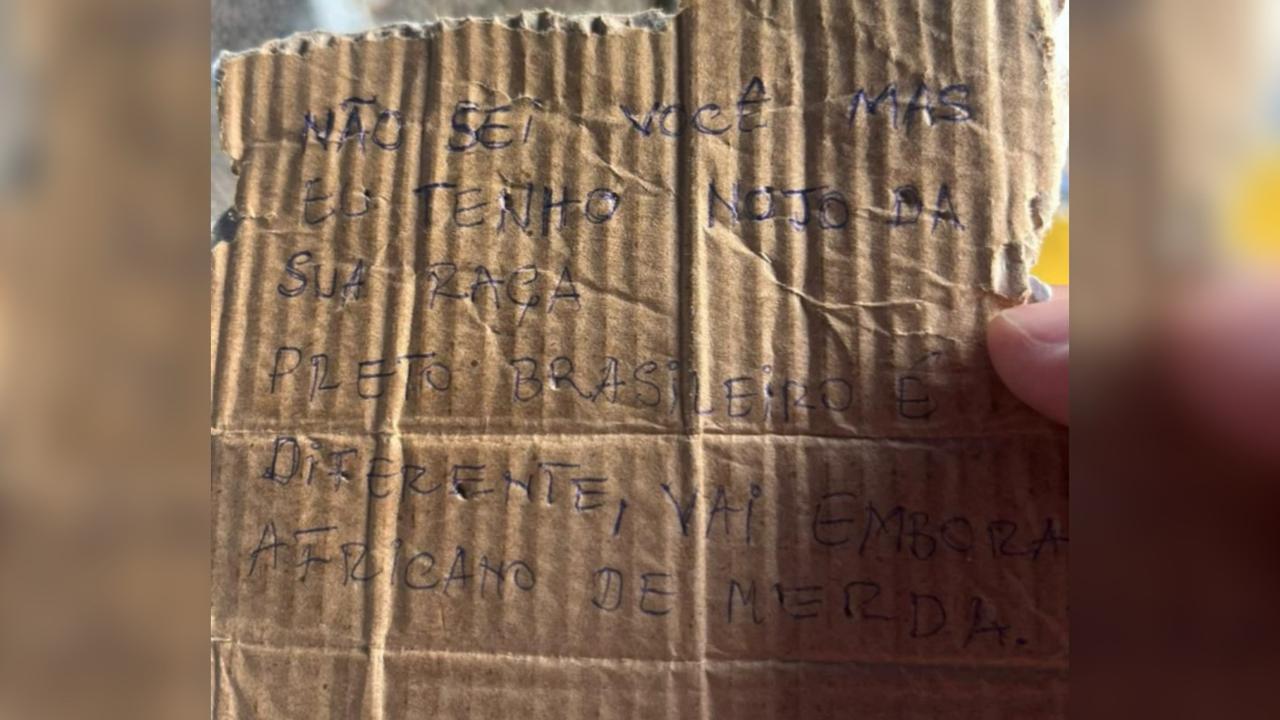 NÃO SEI VOCÊ MAS
EU TENHO NOJO DA
SUA RAÇA
PRETO BRASILEIRO É
DIFERENTE, VAI EMBORA
AFRICANO DE MERDA.